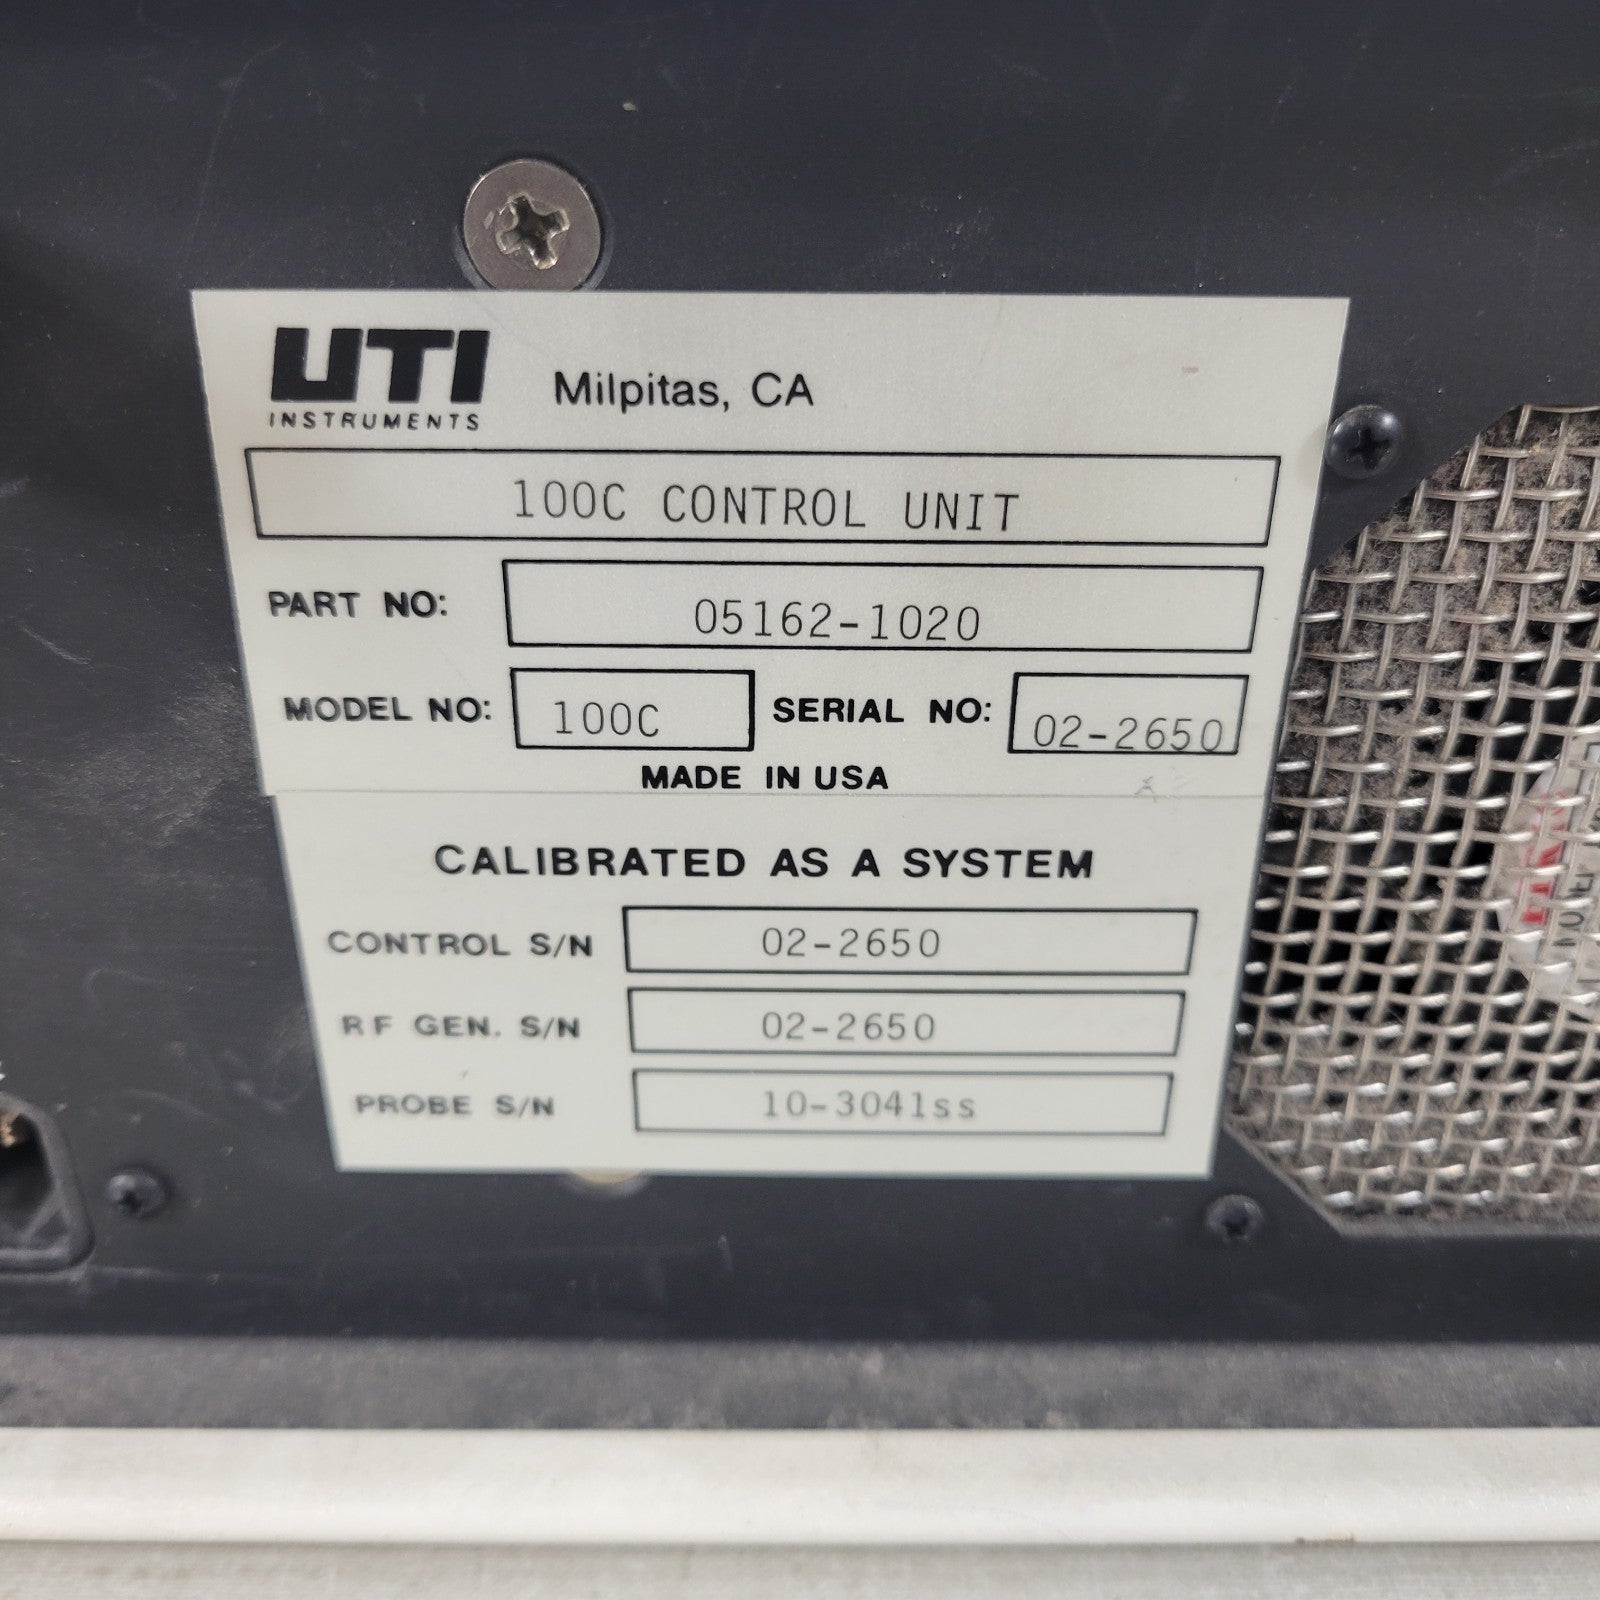 UTI
INSTRUMENTS
Milpitas, CA
100C CONTROL UNIT
PART NO: 05162-1020
MODEL NO: 100C SERIAL NO: 02-2650
MADE IN USA
CALIBRATED AS A SYSTEM
CONTROL S/N 02-2650
RF GEN. S/N 02-2650
PROBE S/N 10-3041ss